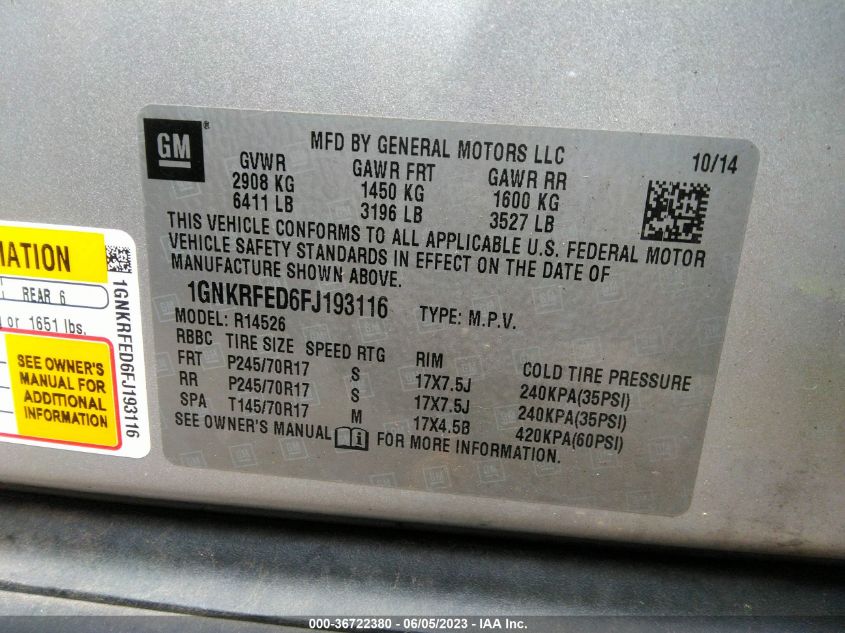 GM
®
MFD BY GENERAL MOTORS LLC
10/14
GVWR GAWR FRT GAWR RR
2908 KG 1450 KG 1600 KG
6411 LB 3196 LB 3527 LB
THIS VEHICLE CONFORMS TO ALL APPLICABLE U.S. FEDERAL MOTOR
VEHICLE SAFETY STANDARDS IN EFFECT ON THE DATE OF
MANUFACTURE SHOWN ABOVE.
1GNKRFED6FJ193116 TYPE: M.P.V.
MODEL: R14526
RBBC TIRE SIZE SPEED RTG RIM COLD TIRE PRESSURE
FRT P245/70R17 S 17X7.5J 240KPA(35PSI)
RR P245/70R17 S 17X7.5J 240KPA(35PSI)
SPA T145/70R17 M 17X4.5B 420KPA(60PSI)
SEE OWNER'S MANUAL FOR MORE INFORMATION.
REAR 6
or 1651 lbs.
SEE OWNER'S
MANUAL FOR
ADDITIONAL
INFORMATION
1GNKRFED6FJ193116
000-36722380 - 06/05/2023 - IAA Inc.